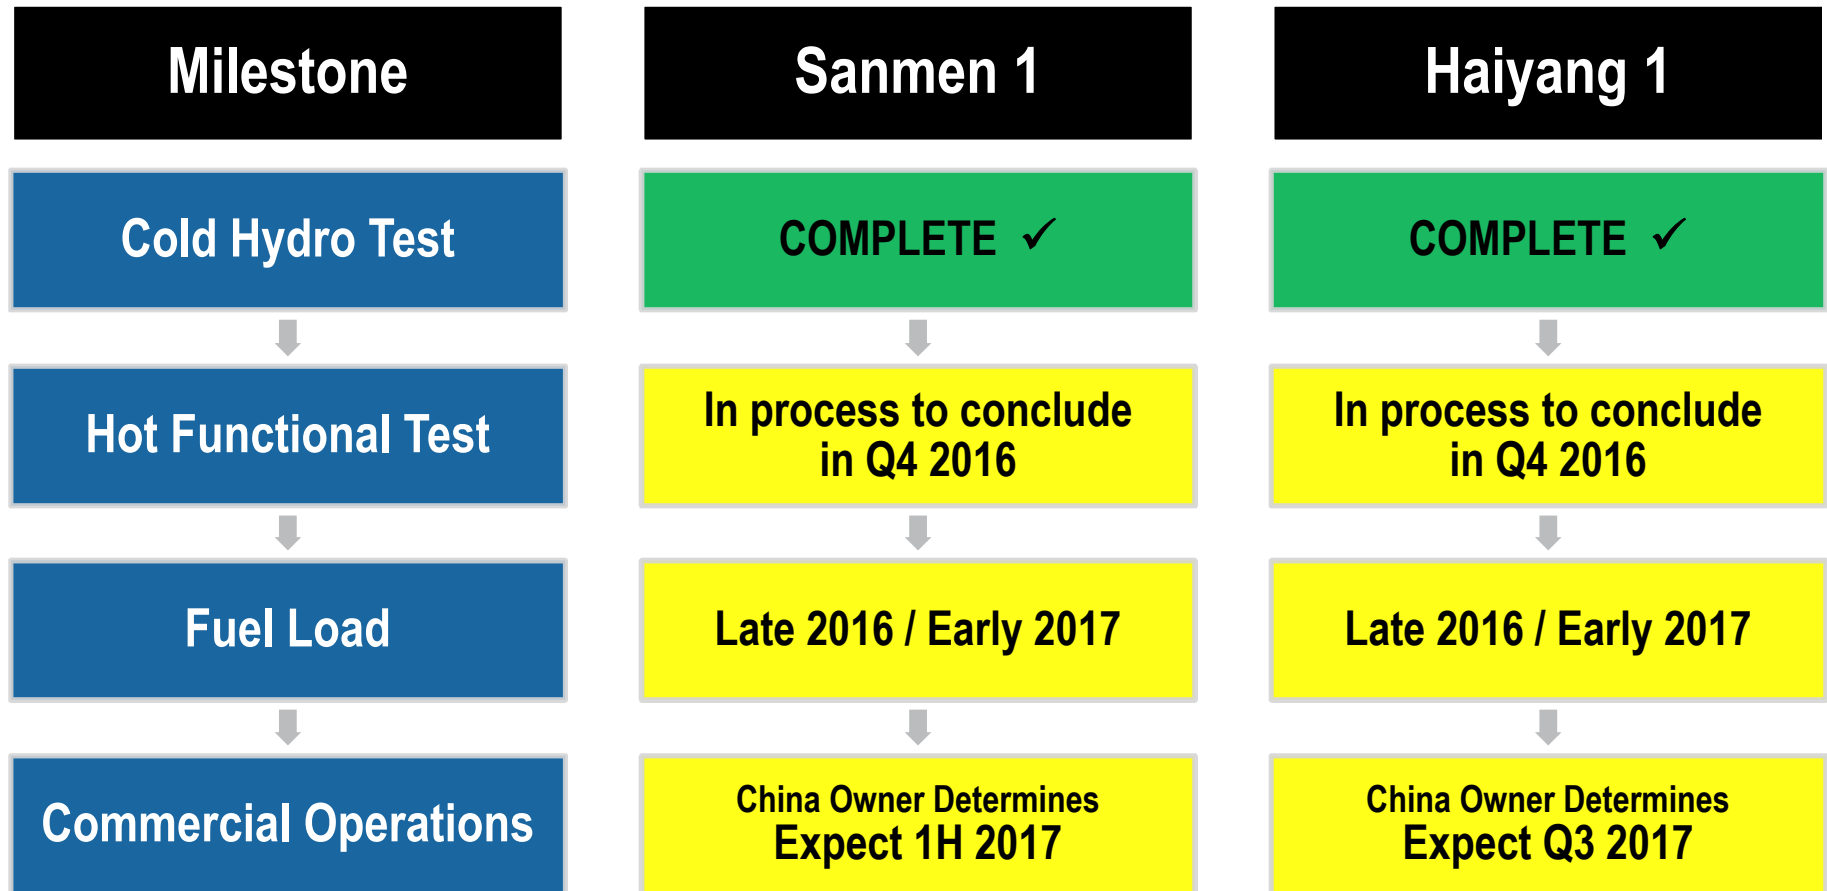 Milestone
Sanmen 1
Haiyang 1
Cold Hydro Test
COMPLETE ✓
COMPLETE ✓
Hot Functional Test
In process to conclude
in Q4 2016
In process to conclude
in Q4 2016
Fuel Load
Late 2016 / Early 2017
Late 2016 / Early 2017
Commercial Operations
China Owner Determines
Expect 1H 2017
China Owner Determines
Expect Q3 2017